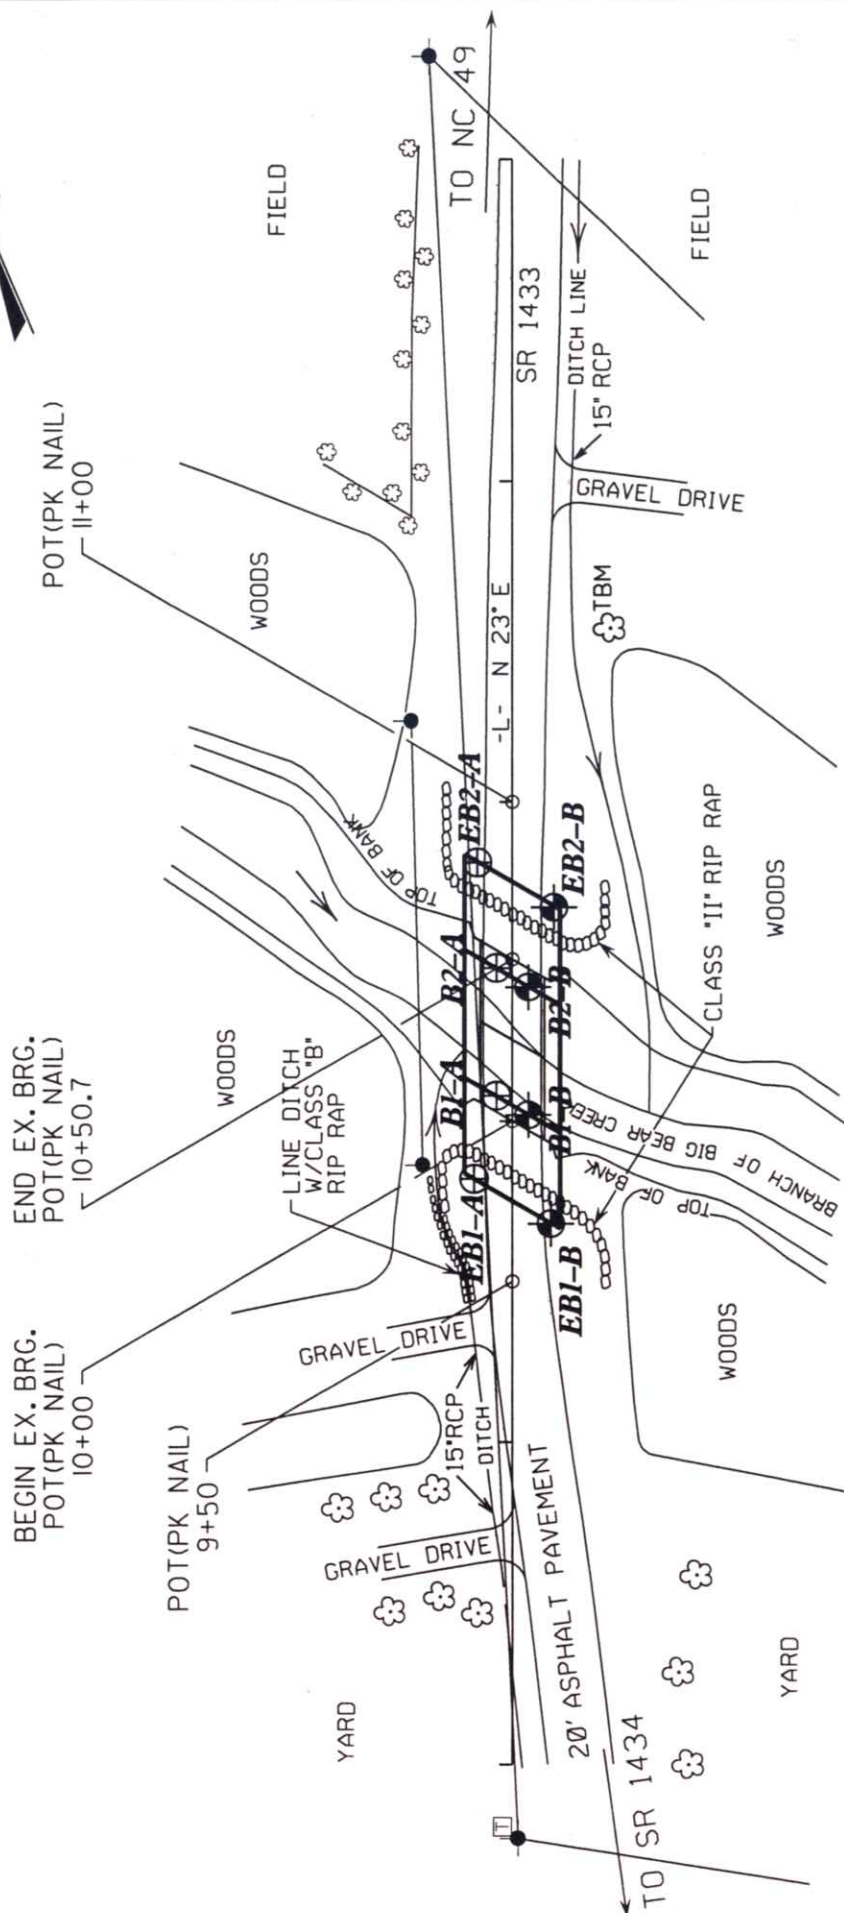 BEGIN EX. BRG.
POT(PK NAIL)
10+00
END EX. BRG.
POT(PK NAIL)
10+50.7
POT(PK NAIL)
11+00
POT(PK NAIL)
9+50
FIELD
WOODS
WOODS
LINE DITCH
W/CLASS "B"
RIP RAP
YARD
GRAVEL DRIVE
GRAVEL DRIVE
15"RCP
DITCH
TOP OF BANK
EB1-A
B1-A
B2-A
EB2-A
-L- N 23° E
TO NC 49
SR 1433
EB1-B
B1-B
B2-B
EB2-B
20' ASPHALT PAVEMENT
TO SR 1434
T
DITCH LINE
15" RCP
GRAVEL DRIVE
TBM
FIELD
CLASS "II" RIP RAP
TOP OF BANK
BRANCH OF BIG BEAR CREEK
WOODS
WOODS
YARD